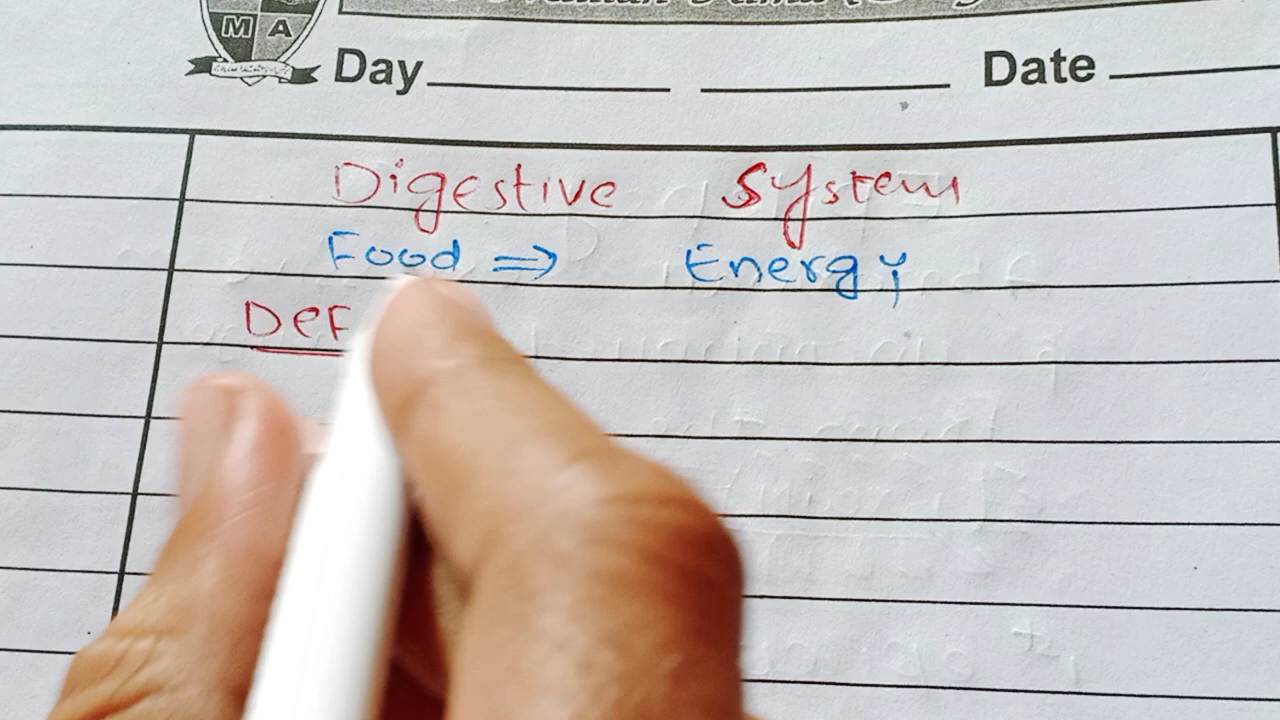 M A
Day Date
Digestive System
Food ⇒ Energy
Def